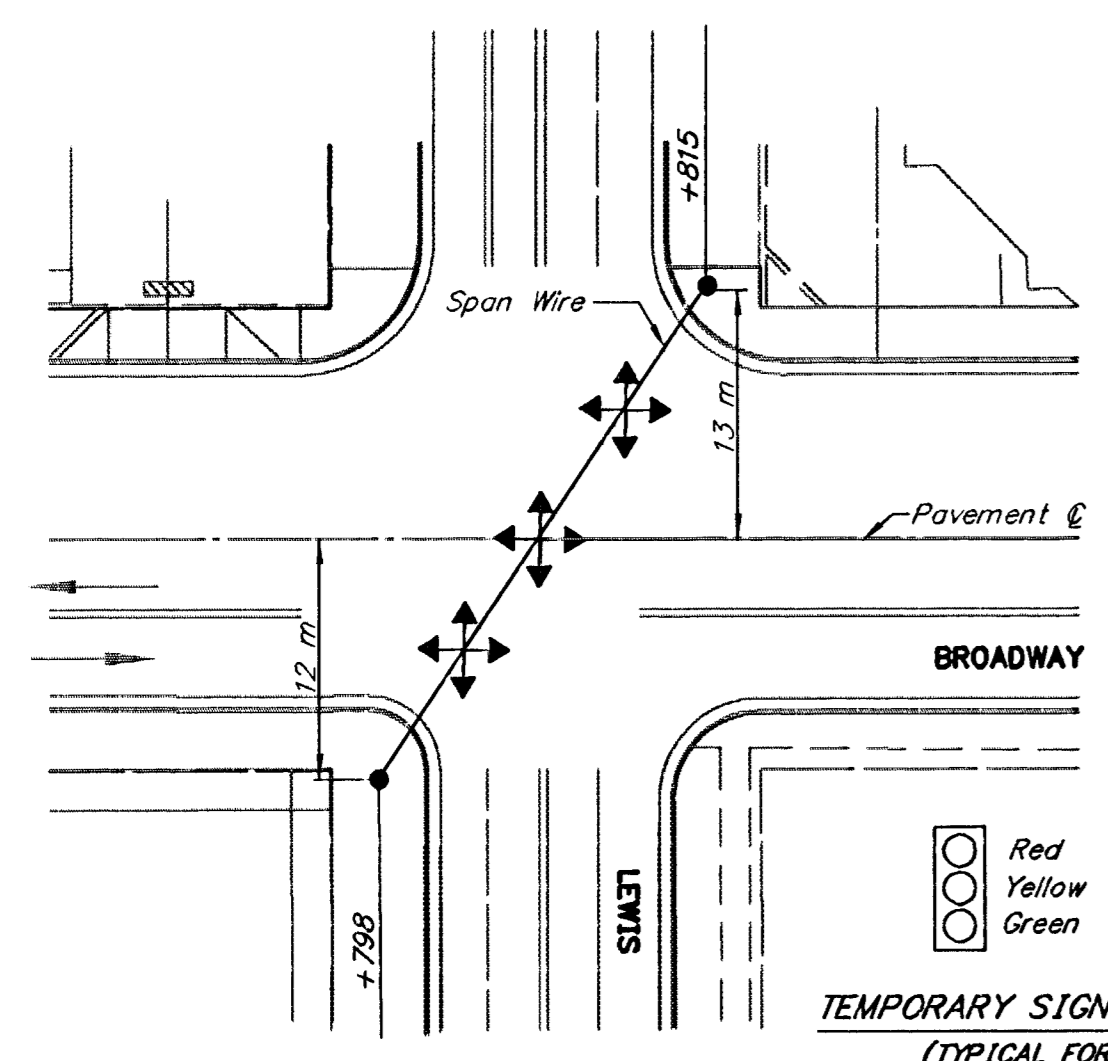 +815
Span Wire
13 m
Pavement ℄
12 m
BROADWAY
LEWIS
+798
Red
Yellow
Green
TEMPORARY SIGN
(TYPICAL FOR